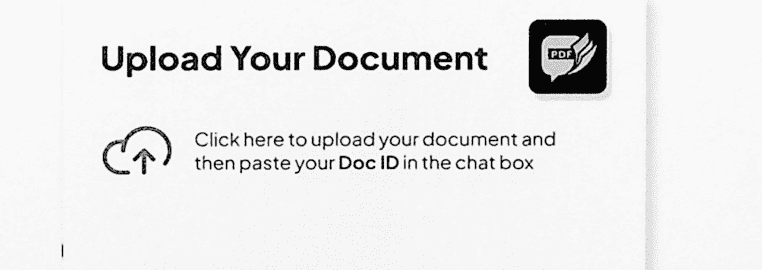 Upload Your Document
PDF
Click here to upload your document and
then paste your Doc ID in the chat box